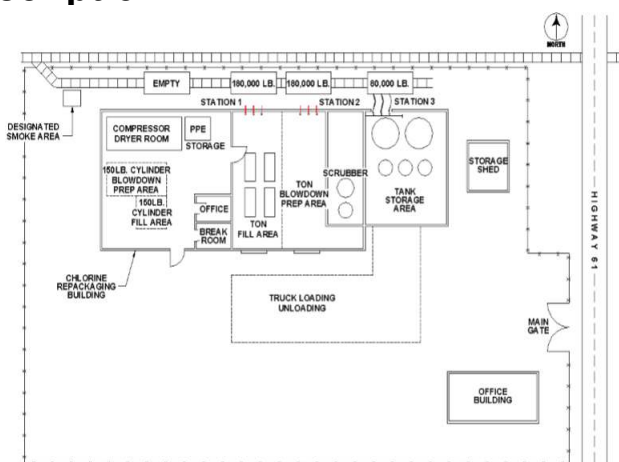 NORTH
EMPTY
180,000 LB.
180,000 LB.
80,000 LB.
STATION 1
STATION 2
STATION 3
DESIGNATED
SMOKE AREA
COMPRESSOR
DRYER ROOM
PPE
STORAGE
150LB. CYLINDER
BLOWDOWN
PREP AREA
150LB.
CYLINDER
FILL AREA
OFFICE
BREAK
ROOM
TON
FILL AREA
TON
BLOWDOWN
PREP AREA
SCRUBBER
TANK
STORAGE
AREA
STORAGE
SHED
HIGHWAY 61
CHLORINE
REPACKAGING
BUILDING
TRUCK LOADING
UNLOADING
MAIN
GATE
OFFICE
BUILDING